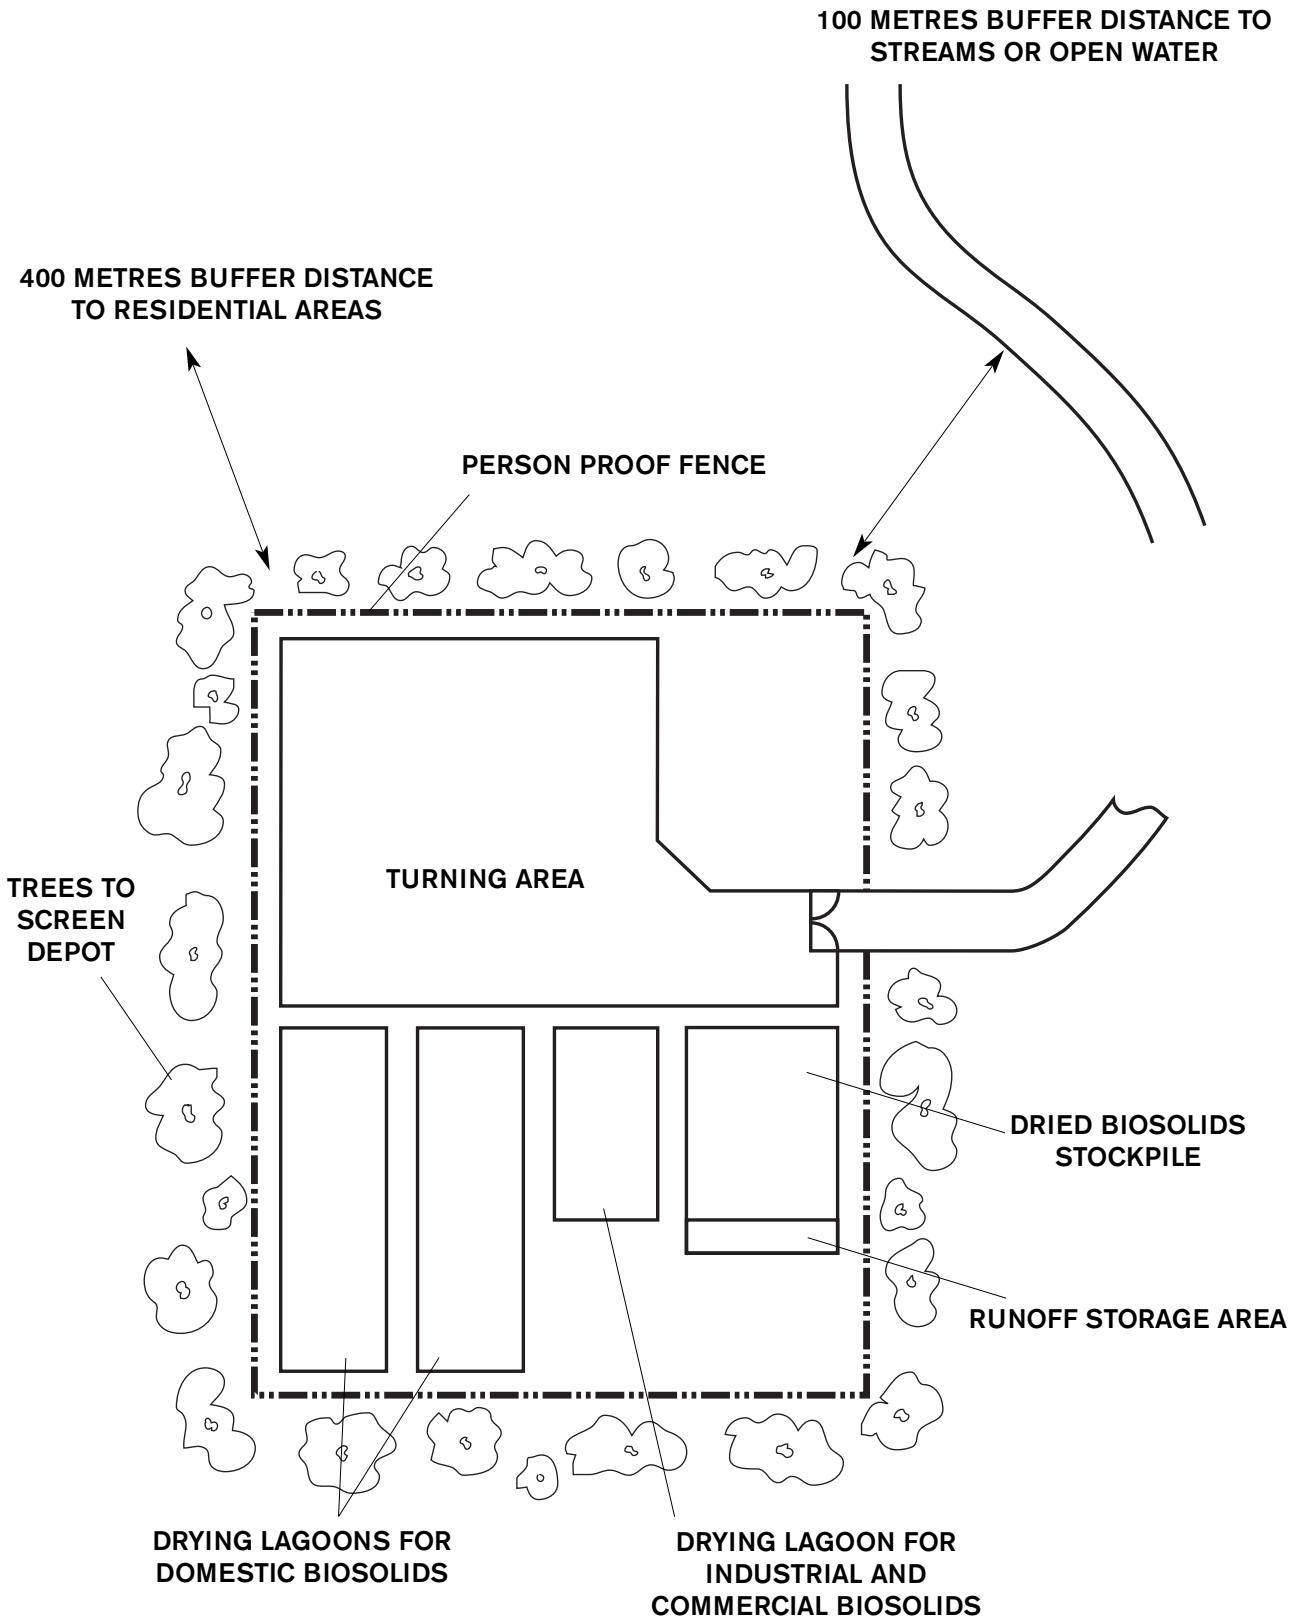 100 METRES BUFFER DISTANCE TO
STREAMS OR OPEN WATER
400 METRES BUFFER DISTANCE
TO RESIDENTIAL AREAS
PERSON PROOF FENCE
TURNING AREA
TREES TO
SCREEN
DEPOT
DRIED BIOSOLIDS
STOCKPILE
RUNOFF STORAGE AREA
DRYING LAGOONS FOR
DOMESTIC BIOSOLIDS
DRYING LAGOON FOR
INDUSTRIAL AND
COMMERCIAL BIOSOLIDS